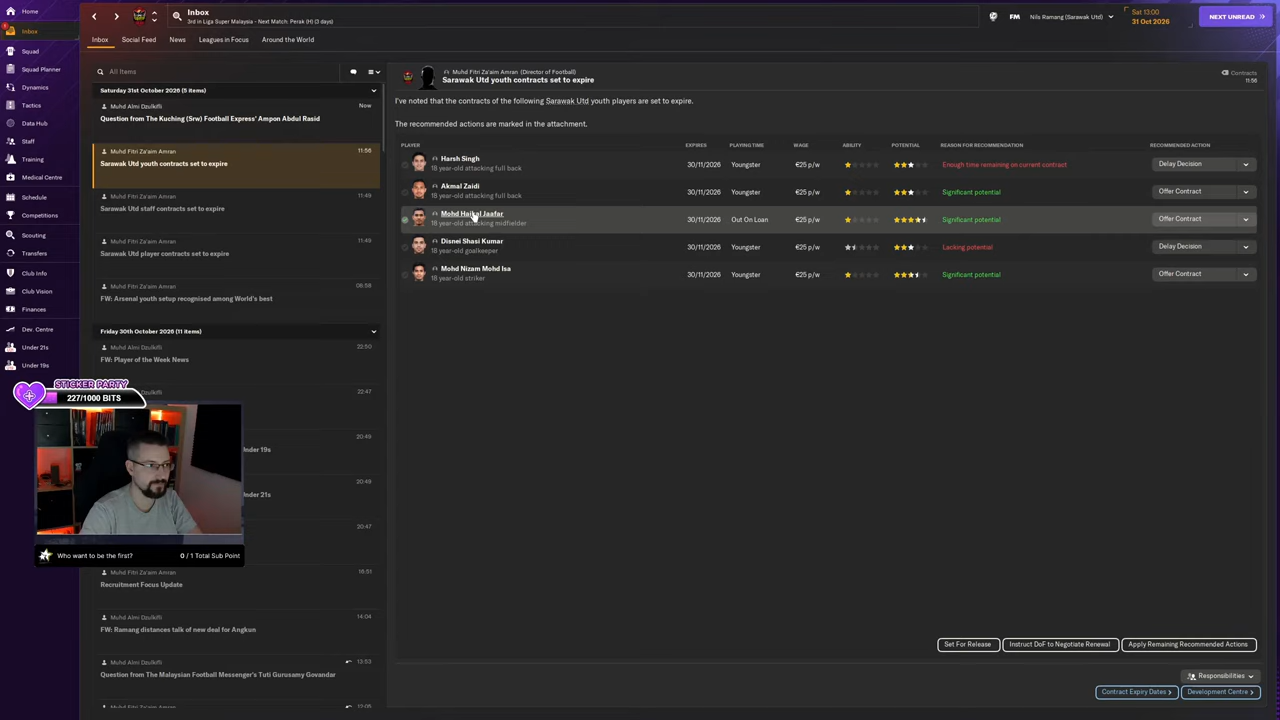 Home
Inbox
Squad
Squad Planner
Dynamics
Tactics
Data Hub
Staff
Training
Medical Centre
Schedule
Competitions
Scouting
Transfers
Club Info
Club Vision
Finances
Dev. Centre
Under 21s
Under 19s
Inbox
3rd in Liga Super Malaysia - Next Match: Perak (H) (3 days)
FM
Nils Ramang (Sarawak Utd)
Sat 13:00
31 Oct 2026
NEXT UNREAD
Inbox Social Feed News Leagues in Focus Around the World
All Items
Saturday 31st October 2026 (5 items)
Muhd Almi Dzulkifli Now
Question from The Kuching (Srw) Football Express' Ampon Abdul Rasid
Muhd Fitri Za'aim Amran 11:56
Sarawak Utd youth contracts set to expire
Muhd Fitri Za'aim Amran 11:49
Sarawak Utd staff contracts set to expire
Muhd Fitri Za'aim Amran 11:49
Sarawak Utd player contracts set to expire
Muhd Fitri Za'aim Amran 08:58
FW: Arsenal youth setup recognised among World's best
Friday 30th October 2026 (11 items)
Muhd Almi Dzulkifli 22:50
FW: Player of the Week News
22:47
20:49
Under 19s
20:48
Under 21s
20:47
Muhd Fitri Za'aim Amran 16:51
Recruitment Focus Update
Muhd Almi Dzulkifli 14:04
FW: Ramang distances talk of new deal for Angkun
Muhd Almi Dzulkifli 13:53
Question from The Malaysian Football Messenger's Tuti Gurusamy Govandar
Muhd Almi Dzulkifli 12:05
STICKER PARTY
227/1000 BITS
Who want to be the first? 0 / 1 Total Sub Point
Muhd Fitri Za'aim Amran (Director of Football)
Sarawak Utd youth contracts set to expire
Contracts
11:56
I've noted that the contracts of the following Sarawak Utd youth players are set to expire.
The recommended actions are marked in the attachment.
PLAYER EXPIRES PLAYING TIME WAGE ABILITY POTENTIAL REASON FOR RECOMMENDATION RECOMMENDED ACTION
Harsh Singh
18 year-old attacking full back
30/11/2026 Youngster €25 p/w Enough time remaining on current contract Delay Decision
Akmal Zaidi
18 year-old attacking full back
30/11/2026 Youngster €25 p/w Significant potential Offer Contract
Mohd Haikal Jaafar
18 year-old attacking midfielder
30/11/2026 Out On Loan €25 p/w Significant potential Offer Contract
Disnei Shasi Kumar
18 year-old goalkeeper
30/11/2026 Youngster €25 p/w Lacking potential Delay Decision
Mohd Nizam Mohd Isa
18 year-old striker
30/11/2026 Youngster €25 p/w Significant potential Offer Contract
Set For Release Instruct DoF to Negotiate Renewal Apply Remaining Recommended Actions
Responsibilities
Contract Expiry Dates Development Centre